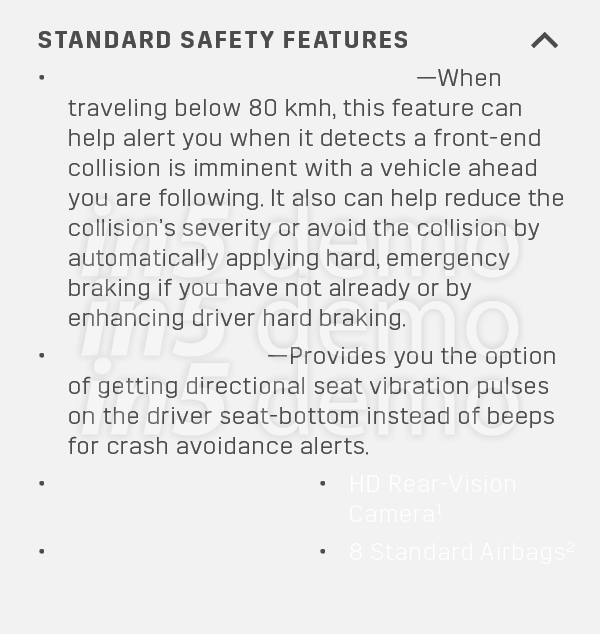 STANDARD SAFETY FEATURES
• —When
traveling below 80 kmh, this feature can
help alert you when it detects a front-end
collision is imminent with a vehicle ahead
you are following. It also can help reduce the
collision's severity or avoid the collision by
automatically applying hard, emergency
braking if you have not already or by
enhancing driver hard braking.
• —Provides you the option
of getting directional seat vibration pulses
on the driver seat-bottom instead of beeps
for crash avoidance alerts.
• • HD Rear-Vision
Camera¹
• • 8 Standard Airbags²
in5 demo
in5 demo
in5 demo